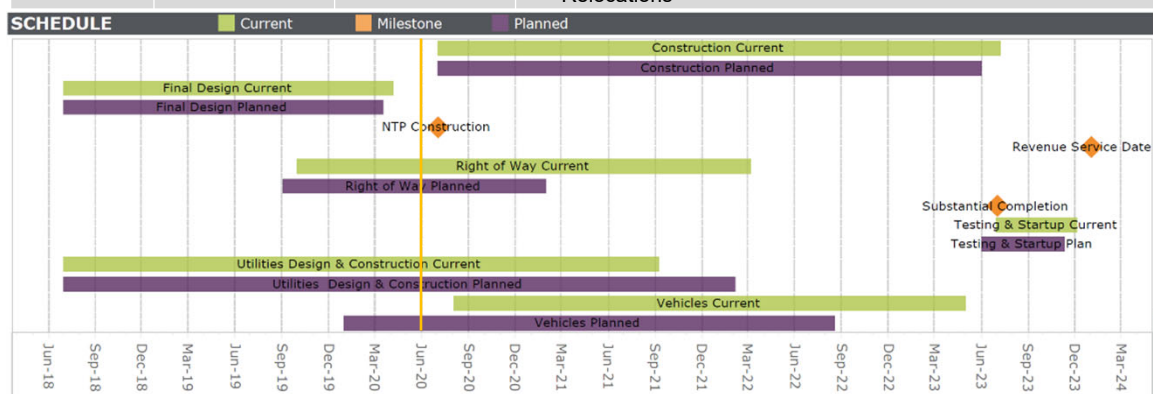 Relocations
SCHEDULE Current Milestone Planned
Construction Current
Construction Planned
Final Design Current
Final Design Planned
NTP Construction
Revenue Service Date
Right of Way Current
Right of Way Planned
Substantial Completion
Testing & Startup Current
Testing & Startup Plan
Utilities Design & Construction Current
Utilities Design & Construction Planned
Vehicles Current
Vehicles Planned
Jun-18 Sep-18 Dec-18 Mar-19 Jun-19 Sep-19 Dec-19 Mar-20 Jun-20 Sep-20 Dec-20 Mar-21 Jun-21 Sep-21 Dec-21 Mar-22 Jun-22 Sep-22 Dec-22 Mar-23 Jun-23 Sep-23 Dec-23 Mar-24